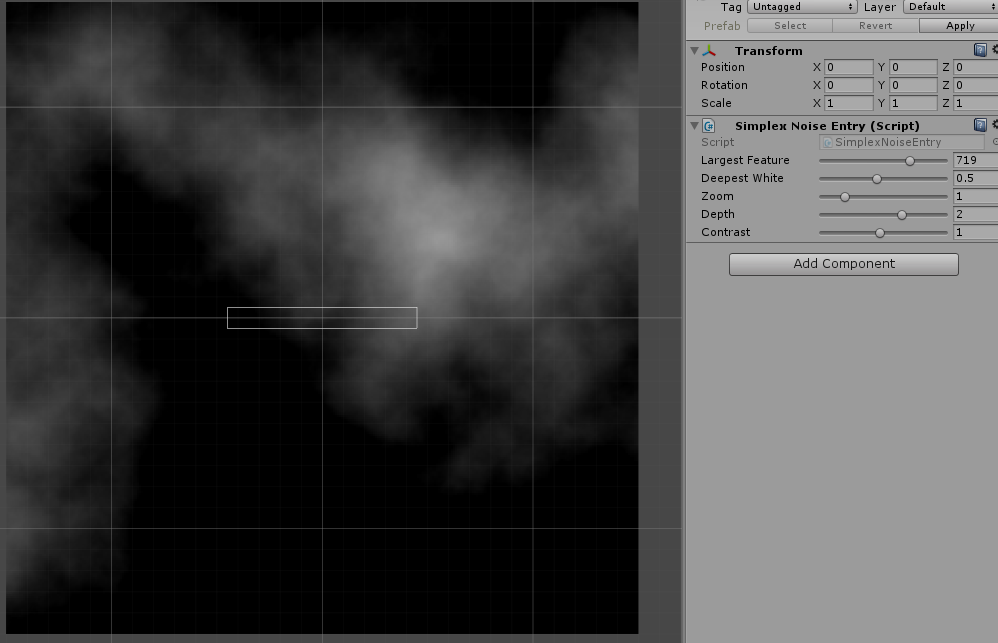 Tag Untagged Layer Default
Prefab Select Revert Apply
Transform
Position X 0 Y 0 Z 0
Rotation X 0 Y 0 Z 0
Scale X 1 Y 1 Z 1
Simplex Noise Entry (Script)
Script SimplexNoiseEntry
Largest Feature 719
Deepest White 0.5
Zoom 1
Depth 2
Contrast 1
Add Component